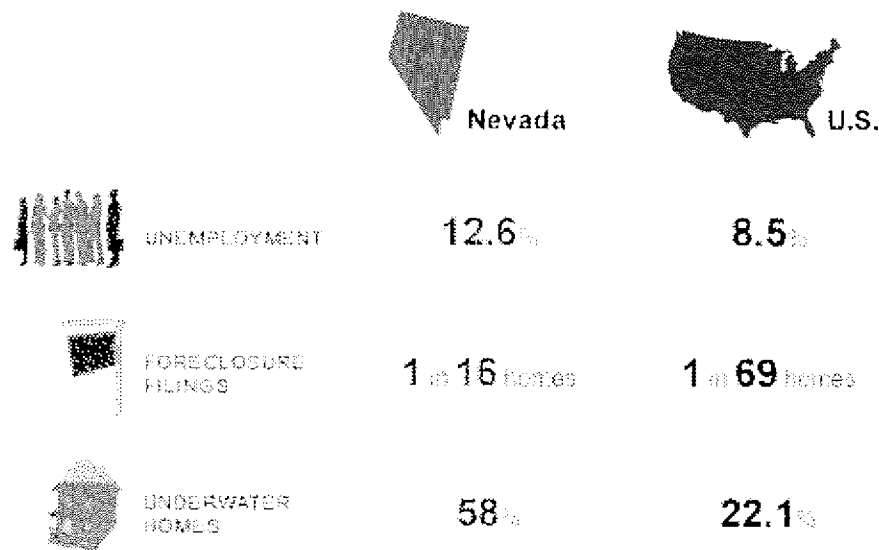 Nevada
U.S.
UNEMPLOYMENT
12.6%
8.5%
FORECLOSURE
FILINGS
1 in 16 homes
1 in 69 homes
UNDERWATER
HOMES
58%
22.1%